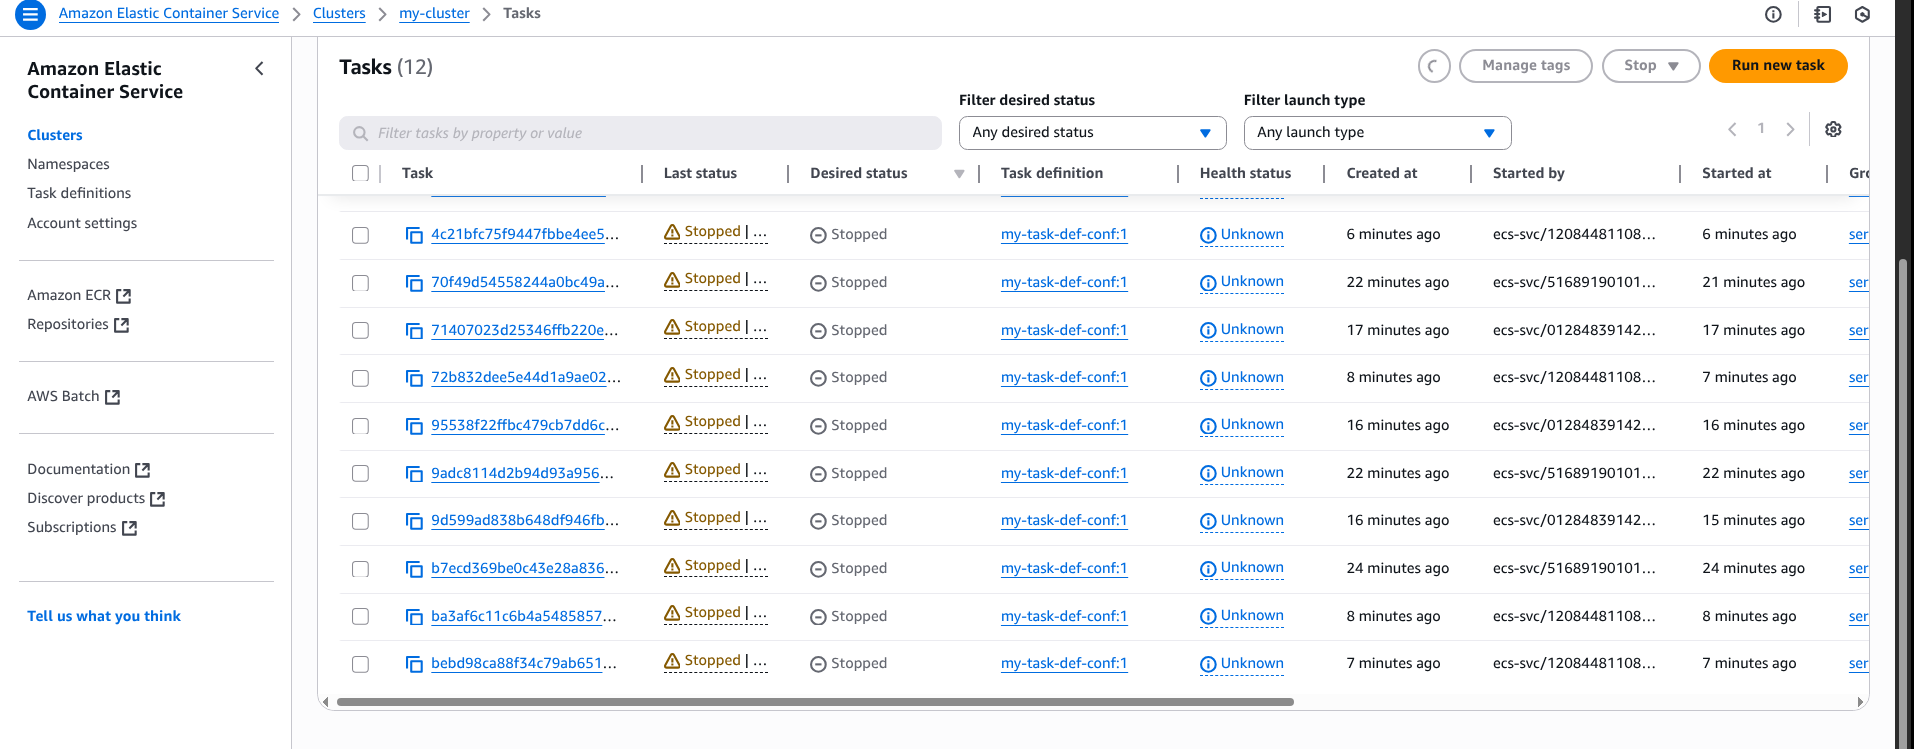 Amazon Elastic Container Service > Clusters > my-cluster > Tasks
Amazon Elastic
Container Service
Clusters
Namespaces
Task definitions
Account settings
Amazon ECR
Repositories
AWS Batch
Documentation
Discover products
Subscriptions
Tell us what you think
Tasks (12)
Manage tags
Stop
Run new task
Filter tasks by property or value
Filter desired status
Any desired status
Filter launch type
Any launch type
1
Task Last status Desired status Task definition Health status Created at Started by Started at Gro
4c21bfc75f9447fbbe4ee5... Stopped | ... Stopped my-task-def-conf:1 Unknown 6 minutes ago ecs-svc/12084481108... 6 minutes ago ser
70f49d54558244a0bc49a... Stopped | ... Stopped my-task-def-conf:1 Unknown 22 minutes ago ecs-svc/51689190101... 21 minutes ago ser
71407023d25346ffb220e... Stopped | ... Stopped my-task-def-conf:1 Unknown 17 minutes ago ecs-svc/01284839142... 17 minutes ago ser
72b832dee5e44d1a9ae02... Stopped | ... Stopped my-task-def-conf:1 Unknown 8 minutes ago ecs-svc/12084481108... 7 minutes ago ser
95538f22ffbc479cb7dd6c... Stopped | ... Stopped my-task-def-conf:1 Unknown 16 minutes ago ecs-svc/01284839142... 16 minutes ago ser
9adc8114d2b94d93a956... Stopped | ... Stopped my-task-def-conf:1 Unknown 22 minutes ago ecs-svc/51689190101... 22 minutes ago ser
9d599ad838b648df946fb... Stopped | ... Stopped my-task-def-conf:1 Unknown 16 minutes ago ecs-svc/01284839142... 15 minutes ago ser
b7ecd369be0c43e28a836... Stopped | ... Stopped my-task-def-conf:1 Unknown 24 minutes ago ecs-svc/51689190101... 24 minutes ago ser
ba3af6c11c6b4a5485857... Stopped | ... Stopped my-task-def-conf:1 Unknown 8 minutes ago ecs-svc/12084481108... 8 minutes ago ser
bebd98ca88f34c79ab651... Stopped | ... Stopped my-task-def-conf:1 Unknown 7 minutes ago ecs-svc/12084481108... 7 minutes ago ser